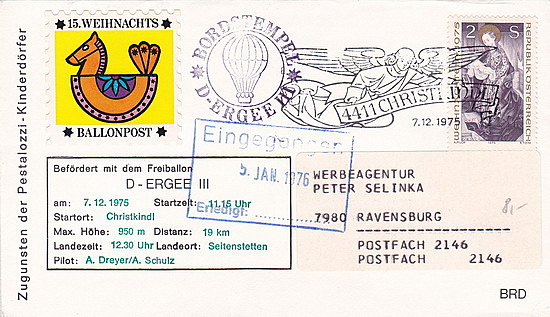 Zugunsten der Pestalozzi-Kinderdörfer
15. WEIHNACHTS
BALLONPOST
BORDSTEMPEL
D-ERGEE III
4411 CHRISTKINDL
7.12.1975
2 S
REPUBLIK ÖSTERREICH
Eingegangen
5. JAN. 1976
Erledigt:
Befördert mit dem Freiballon
D - ERGEE III
am: 7.12.1975 Startzeit: 11.15 Uhr
Startort: Christkindl
Max. Höhe: 950 m Distanz: 19 km
Landezeit: 12.30 Uhr Landeort: Seitenstetten
Pilot: A. Dreyer/A. Schulz
WERBEAGENTUR
PETER SELINKA
7980 RAVENSBURG
POSTFACH 2146
POSTFACH 2146
8,-
BRD